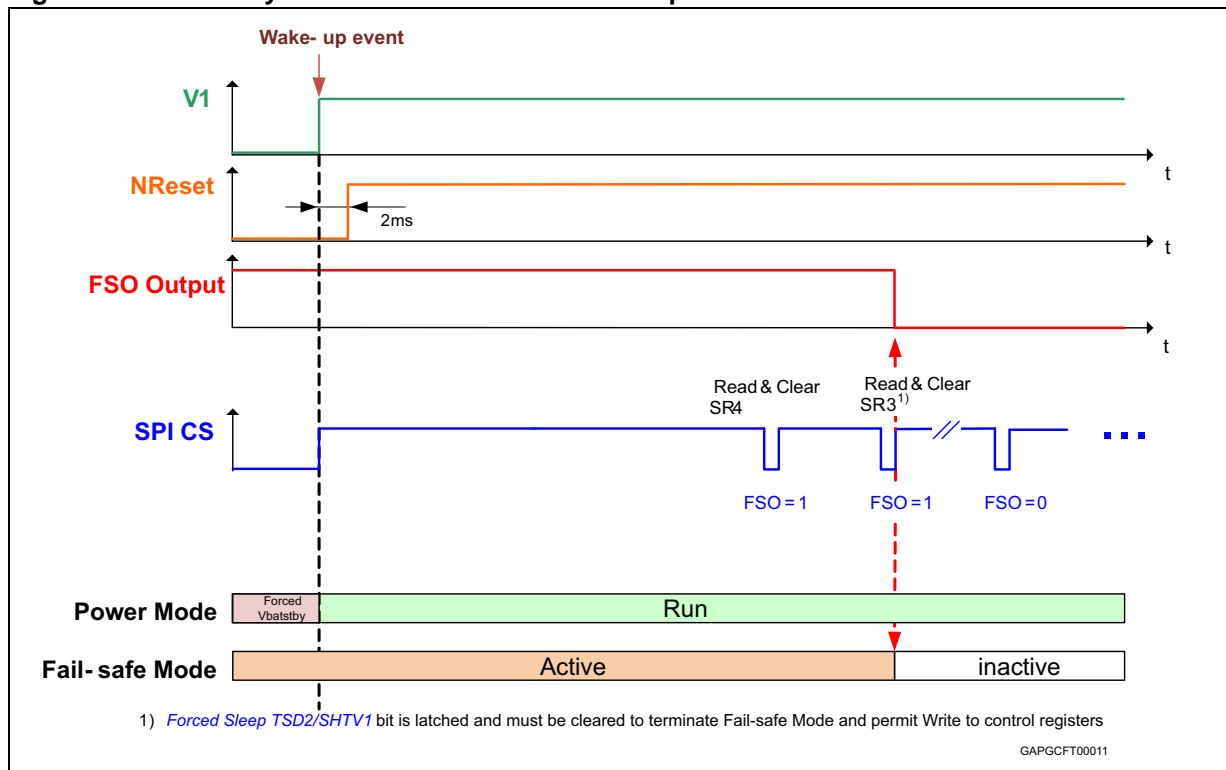 Wake- up event
V1
t
NReset
2ms
t
FSO Output
t
Read & Clear
SR4
Read & Clear
SR3 1)
SPI CS
FSO = 1
FSO = 1
FSO = 0
Power Mode
Forced
Vbatstby
Run
Fail- safe Mode
Active
inactive
1) Forced Sleep TSD2/SHTV1 bit is latched and must be cleared to terminate Fail-safe Mode and permit Write to control registers
GAPGCFT00011